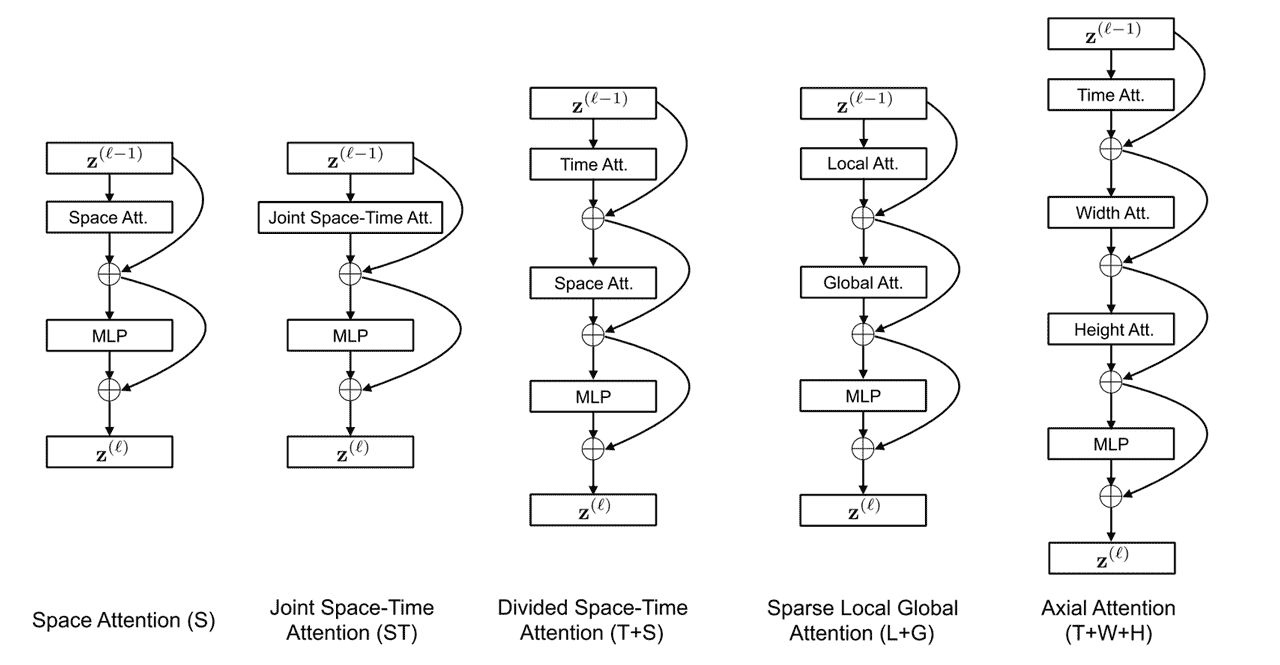 z^(ℓ−1)
Space Att.
MLP
z^(ℓ)
Space Attention (S)
z^(ℓ−1)
Joint Space-Time Att.
MLP
z^(ℓ)
Joint Space-Time
Attention (ST)
z^(ℓ−1)
Time Att.
Space Att.
MLP
z^(ℓ)
Divided Space-Time
Attention (T+S)
z^(ℓ−1)
Local Att.
Global Att.
MLP
z^(ℓ)
Sparse Local Global
Attention (L+G)
z^(ℓ−1)
Time Att.
Width Att.
Height Att.
MLP
z^(ℓ)
Axial Attention
(T+W+H)